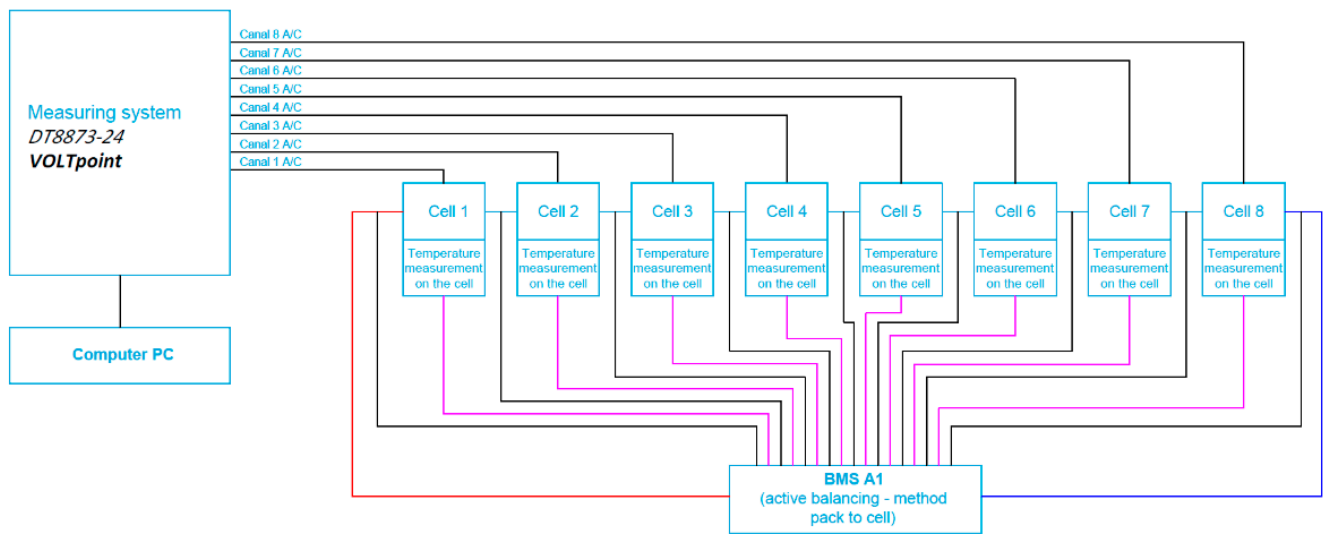 Canal 8 A/C
Canal 7 A/C
Canal 6 A/C
Canal 5 A/C
Canal 4 A/C
Canal 3 A/C
Canal 2 A/C
Canal 1 A/C
Measuring system
DT8873-24
VOLTpoint
Computer PC
Cell 1
Cell 2
Cell 3
Cell 4
Cell 5
Cell 6
Cell 7
Cell 8
Temperature
measurement
on the cell
Temperature
measurement
on the cell
Temperature
measurement
on the cell
Temperature
measurement
on the cell
Temperature
measurement
on the cell
Temperature
measurement
on the cell
Temperature
measurement
on the cell
Temperature
measurement
on the cell
BMS A1
(active balancing - method
pack to cell)